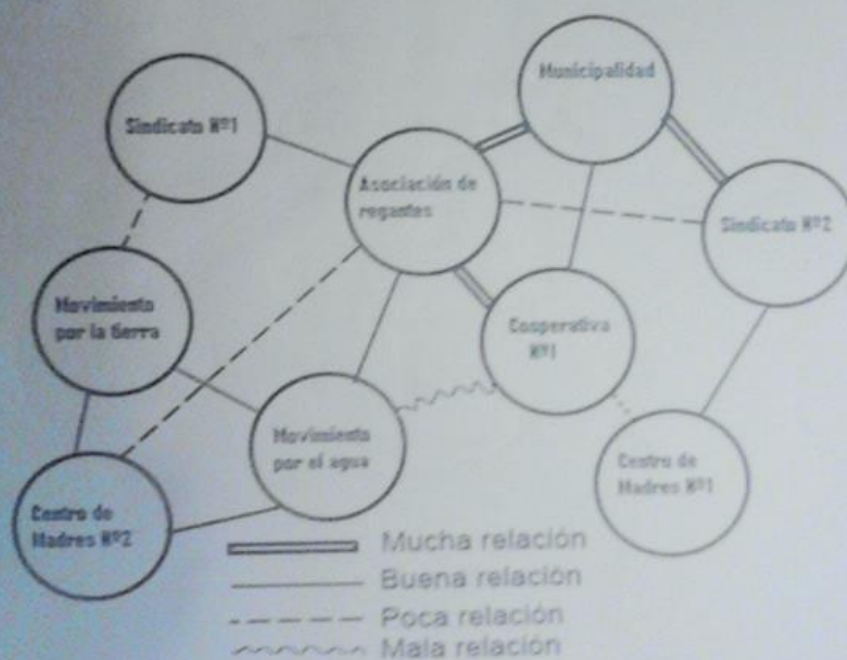 Municipalidad
Sindicato Nº1
Asociación de
regantes
Sindicato Nº2
Movimiento
por la tierra
Cooperativa
Nº1
Movimiento
por el agua
Centro de
Madres Nº1
Centro de
Madres Nº2
Mucha relación
Buena relación
Poca relación
Mala relación